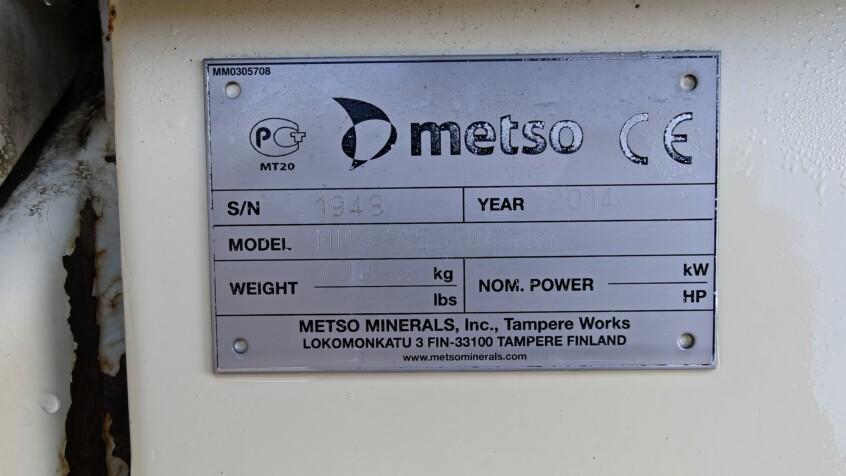 MM0305708
metso CE
MT20
S/N 1948 YEAR 2014
MODEL
WEIGHT kg
lbs
NOM. POWER kW
HP
METSO MINERALS, Inc., Tampere Works
LOKOMONKATU 3 FIN-33100 TAMPERE FINLAND
www.metsominerals.com